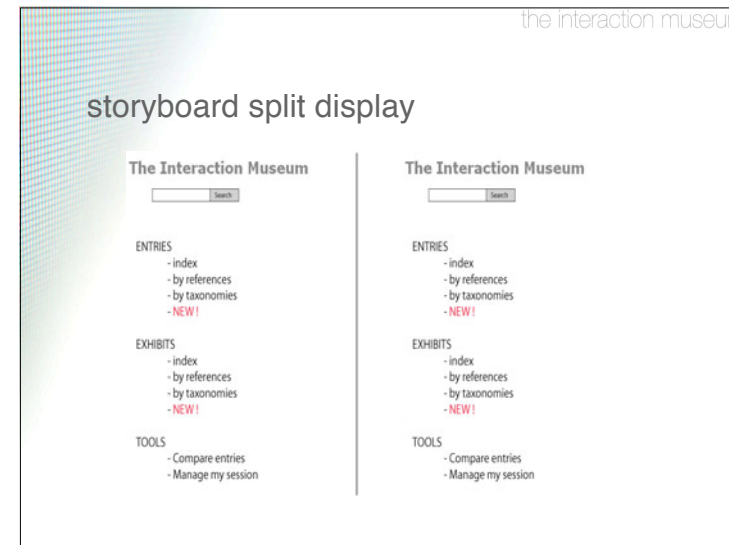 the interaction museu
storyboard split display
The Interaction Museum
Search
ENTRIES
- index
- by references
- by taxonomies
- NEW !
EXHIBITS
- index
- by references
- by taxonomies
- NEW !
TOOLS
- Compare entries
- Manage my session
The Interaction Museum
Search
ENTRIES
- index
- by references
- by taxonomies
- NEW !
EXHIBITS
- index
- by references
- by taxonomies
- NEW !
TOOLS
- Compare entries
- Manage my session